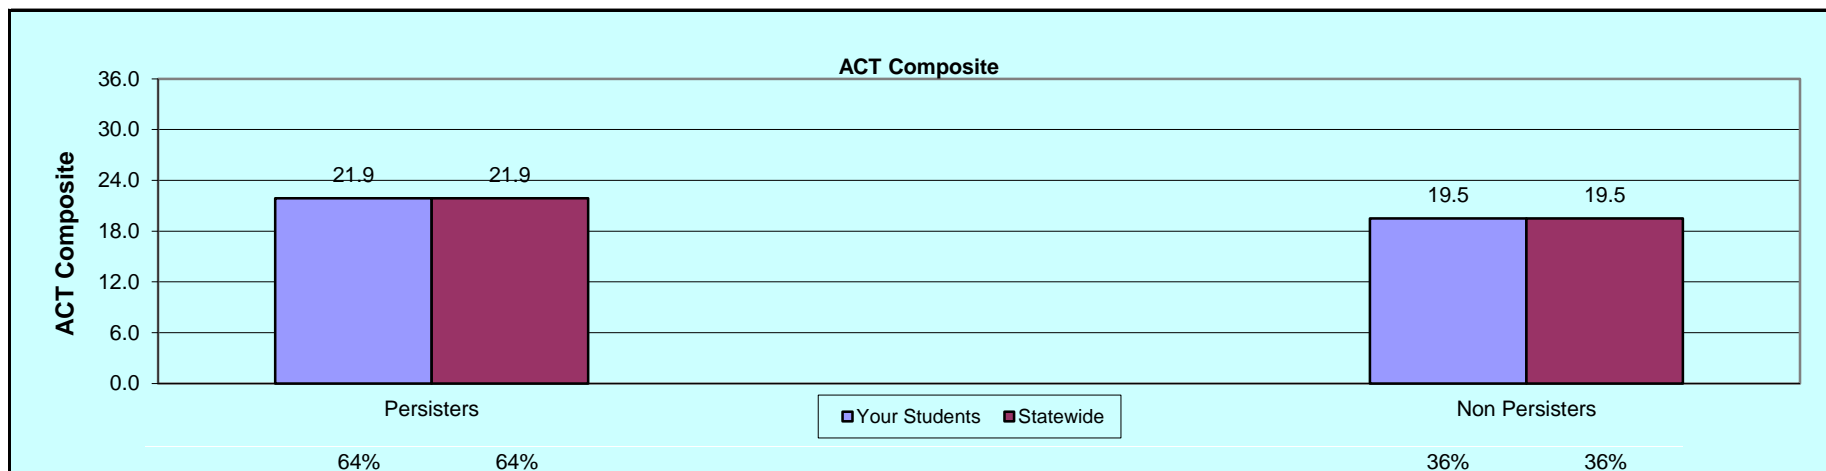 ACT Composite
36.0
30.0
24.0
18.0
12.0
6.0
0.0
ACT Composite
21.9 21.9
19.5 19.5
Persisters
Non Persisters
Your Students Statewide
64% 64% 36% 36%